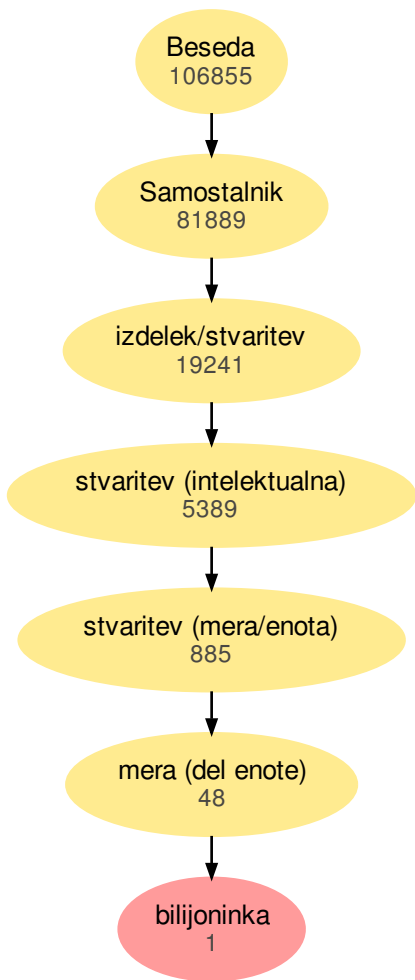 Beseda
106855
Samostalnik
81889
izdelek/stvaritev
19241
stvaritev (intelektualna)
5389
stvaritev (mera/enota)
885
mera (del enote)
48
bilijoninka
1